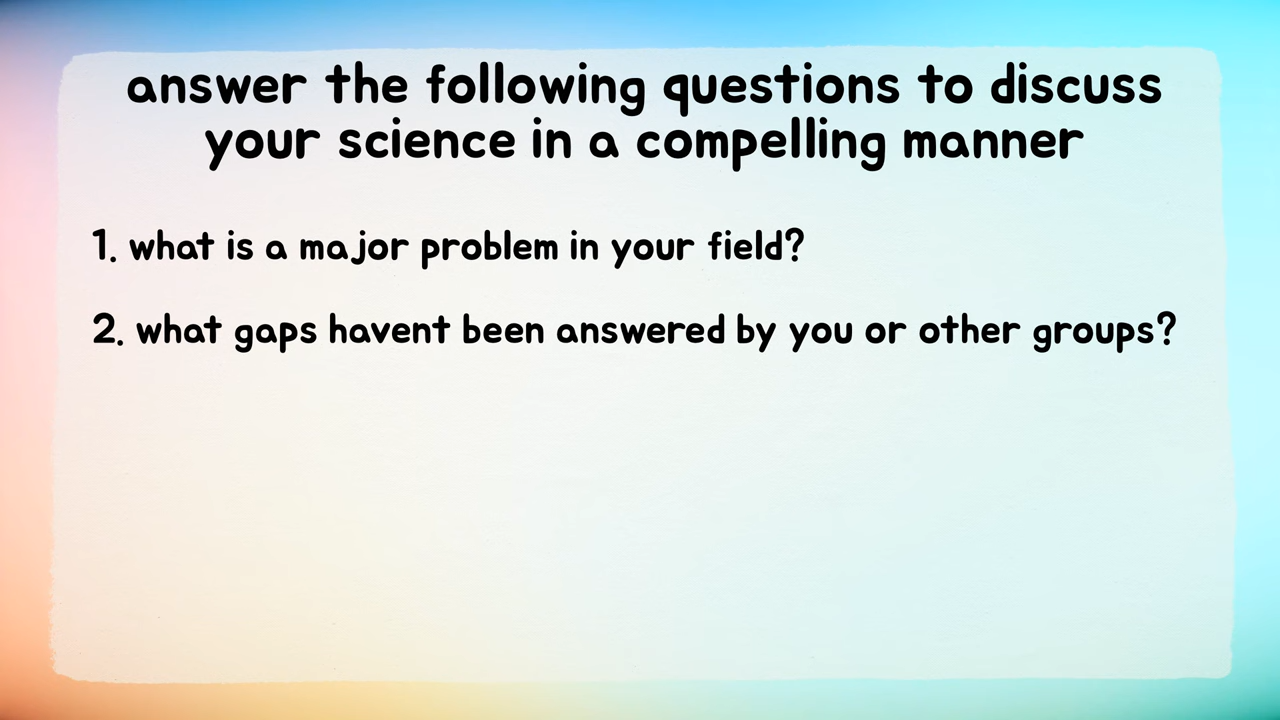 answer the following questions to discuss
your science in a compelling manner
1. what is a major problem in your field?
2. what gaps havent been answered by you or other groups?